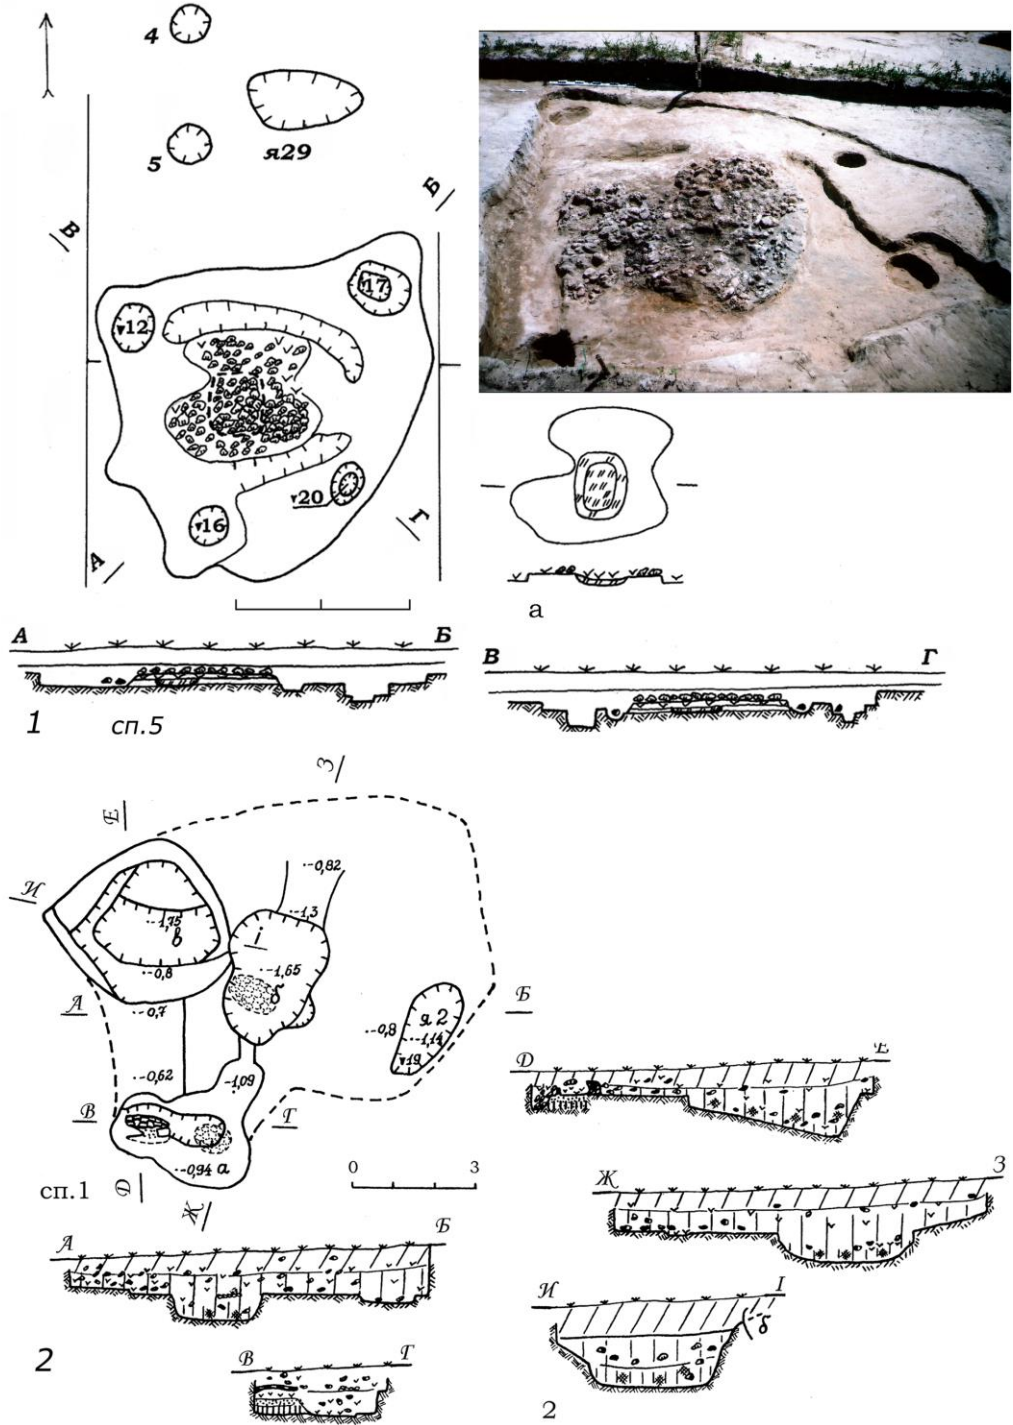 4
5
я29
Б
В
17
▾12
▾20
▾16
Г
А
а
А Б
В Г
1 сп.5
З
Е
И
-0,82
-1,3
i
-1,75
в
-1,65
б
-0,8
А
-0,7
Б
я2
-0,8
-1,14
▾19
-0,62
-1,09
В
Г
-0,94 а
Д
Ж
сп.1
0 3
Д Е
Ж З
А Б
И І
б
2
В Г
2